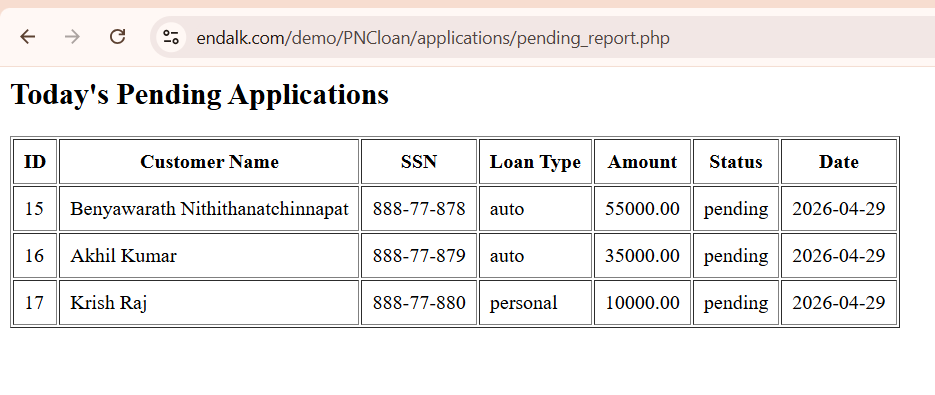 endalk.com/demo/PNCloan/applications/pending_report.php
Today's Pending Applications
ID Customer Name SSN Loan Type Amount Status Date
15 Benyawarath Nithithanatchinnapat 888-77-878 auto 55000.00 pending 2026-04-29
16 Akhil Kumar 888-77-879 auto 35000.00 pending 2026-04-29
17 Krish Raj 888-77-880 personal 10000.00 pending 2026-04-29